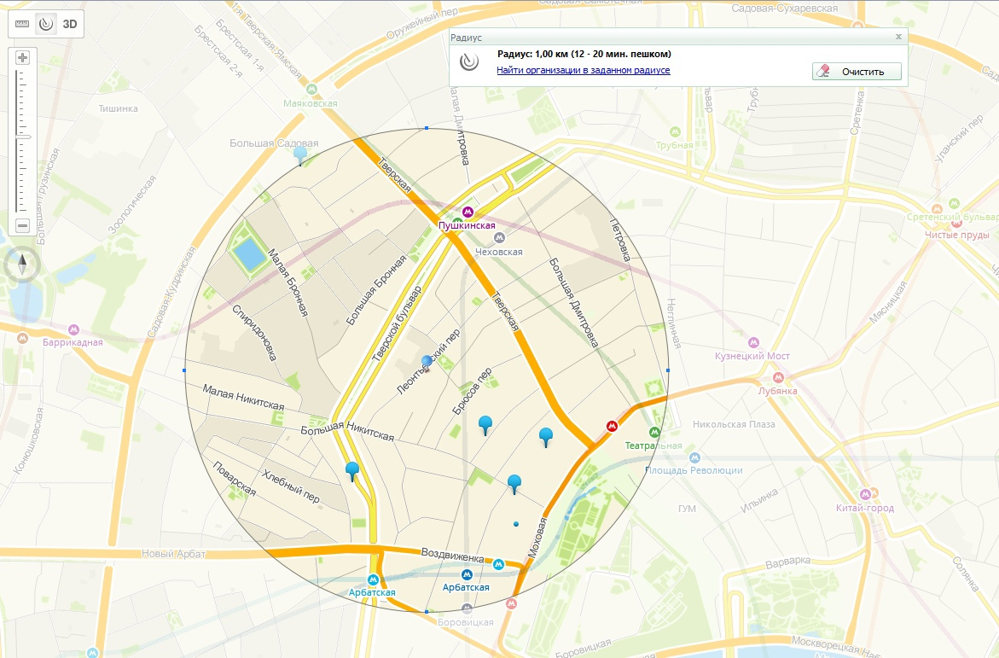 3D
Радиус
x
Радиус: 1,00 км (12 - 20 мин. пешком)
Найти организации в заданном радиусе
Очистить
Садовая-Самотечная
Садовая-Сухаревская
Оружейный пер
1-я Тверская-Ямская
Брестская 1-я
Брестская 2-я
Маяковская
Тишинка
Большая Садовая
Малая Дмитровка
Трубная
Сретенка
Уланский пер
Большая Грузинская
Зоологическая
Тверская
Пушкинская
Чеховская
Петровка
Сретенский бульвар
Чистые пруды
Малая Бронная
Большая Бронная
Большая Дмитровка
Садовая-Кудринская
Спиридоновка
Тверской бульвар
Тверская
Неглинная
Мясницкая
Баррикадная
Леонтьевский пер
Брюсов пер
Кузнецкий Мост
Лубянка
Малая Никитская
Большая Никитская
Никольская Плаза
Театральная
Площадь Революции
Конюшковская
Поварская
Хлебный пер
ГУМ
Ильинка
Китай-город
Новый Арбат
Воздвиженка
Моховая
Варварка
Солянка
Арбатская
Арбатская
Боровицкая
Боровицкая
Москворецкая Наб